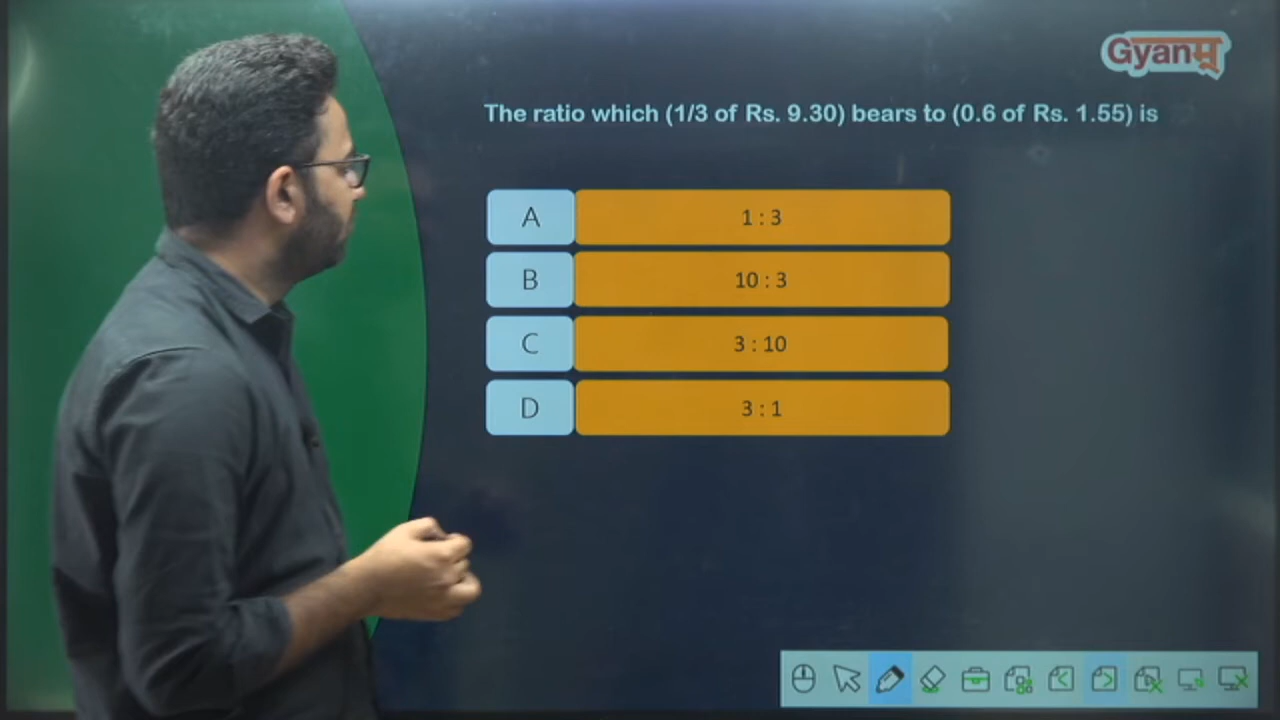 Gyanभू
The ratio which (1/3 of Rs. 9.30) bears to (0.6 of Rs. 1.55) is
A 1 : 3
B 10 : 3
C 3 : 10
D 3 : 1